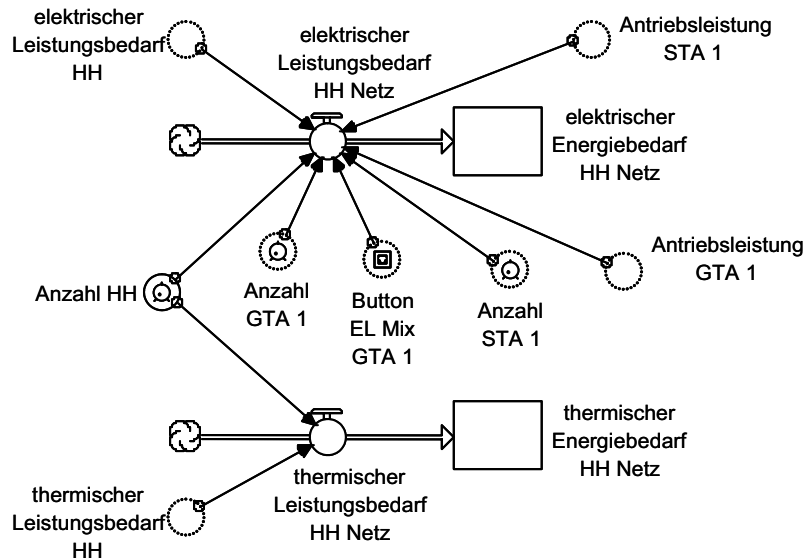 elektrischer
Leistungsbedarf
HH
elektrischer
Leistungsbedarf
HH Netz
Antriebsleistung
STA 1
elektrischer
Energiebedarf
HH Netz
Anzahl HH
Anzahl
GTA 1
Button
EL Mix
GTA 1
Anzahl
STA 1
Antriebsleistung
GTA 1
thermischer
Energiebedarf
HH Netz
thermischer
Leistungsbedarf
HH Netz
thermischer
Leistungsbedarf
HH